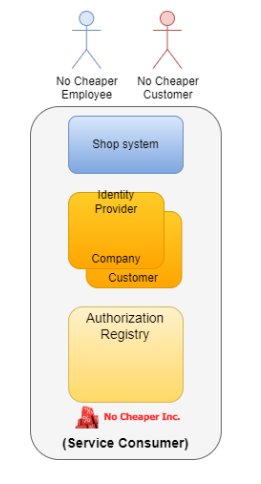 No Cheaper
Employee
No Cheaper
Customer
Shop system
Identity
Provider
Company
Customer
Authorization
Registry
No Cheaper Inc.
(Service Consumer)